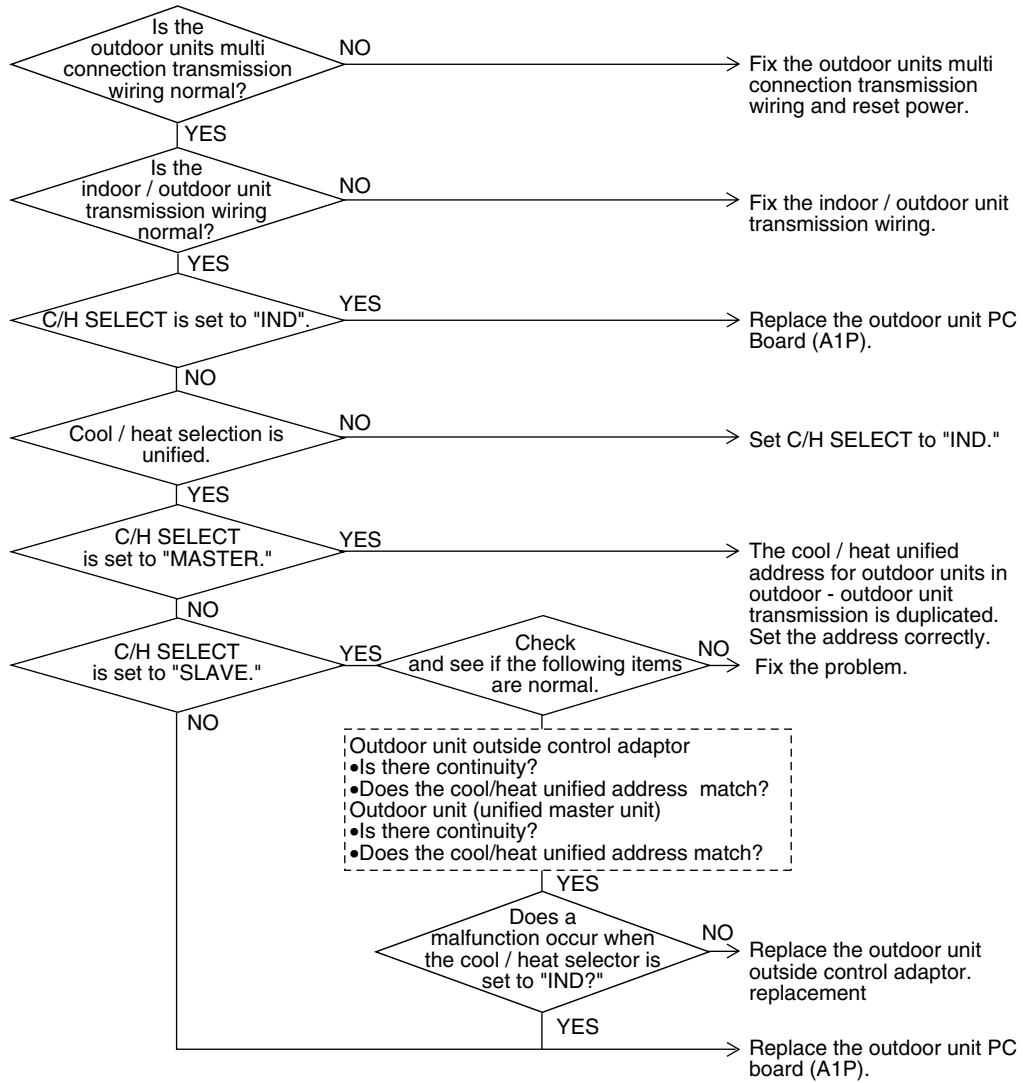 Is the
outdoor units multi
connection transmission
wiring normal?
NO
Fix the outdoor units multi
connection transmission
wiring and reset power.
YES
Is the
indoor / outdoor unit
transmission wiring
normal?
NO
Fix the indoor / outdoor unit
transmission wiring.
YES
C/H SELECT is set to "IND".
YES
Replace the outdoor unit PC
Board (A1P).
NO
Cool / heat selection is
unified.
NO
Set C/H SELECT to "IND."
YES
C/H SELECT
is set to "MASTER."
YES
The cool / heat unified
address for outdoor units in
outdoor - outdoor unit
transmission is duplicated.
Set the address correctly.
NO
C/H SELECT
is set to "SLAVE."
YES
Check
and see if the following items
are normal.
NO
Fix the problem.
NO
Outdoor unit outside control adaptor
•Is there continuity?
•Does the cool/heat unified address match?
Outdoor unit (unified master unit)
•Is there continuity?
•Does the cool/heat unified address match?
YES
Does a
malfunction occur when
the cool / heat selector is
set to "IND?"
NO
Replace the outdoor unit
outside control adaptor.
replacement
YES
Replace the outdoor unit PC
board (A1P).